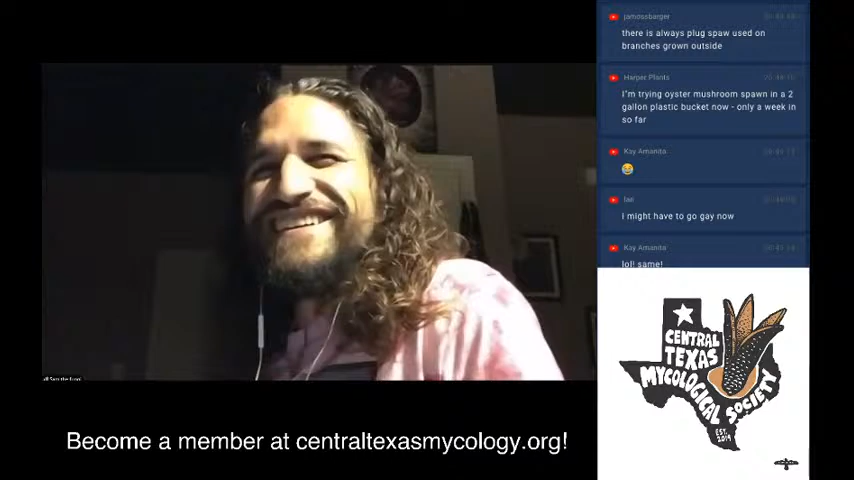 jamossbarger
there is always plug spaw used on
branches grown outside
Harper Plants
I'm trying oyster mushroom spawn in a 2
gallon plastic bucket now - only a week in
so far
Kay Amanita
😂
I might have to go gay now
Kay Amanita
lol! same!
CENTRAL
TEXAS
MYCOLOGICAL
SOCIETY
EST.
2019
Become a member at centraltexasmycology.org!